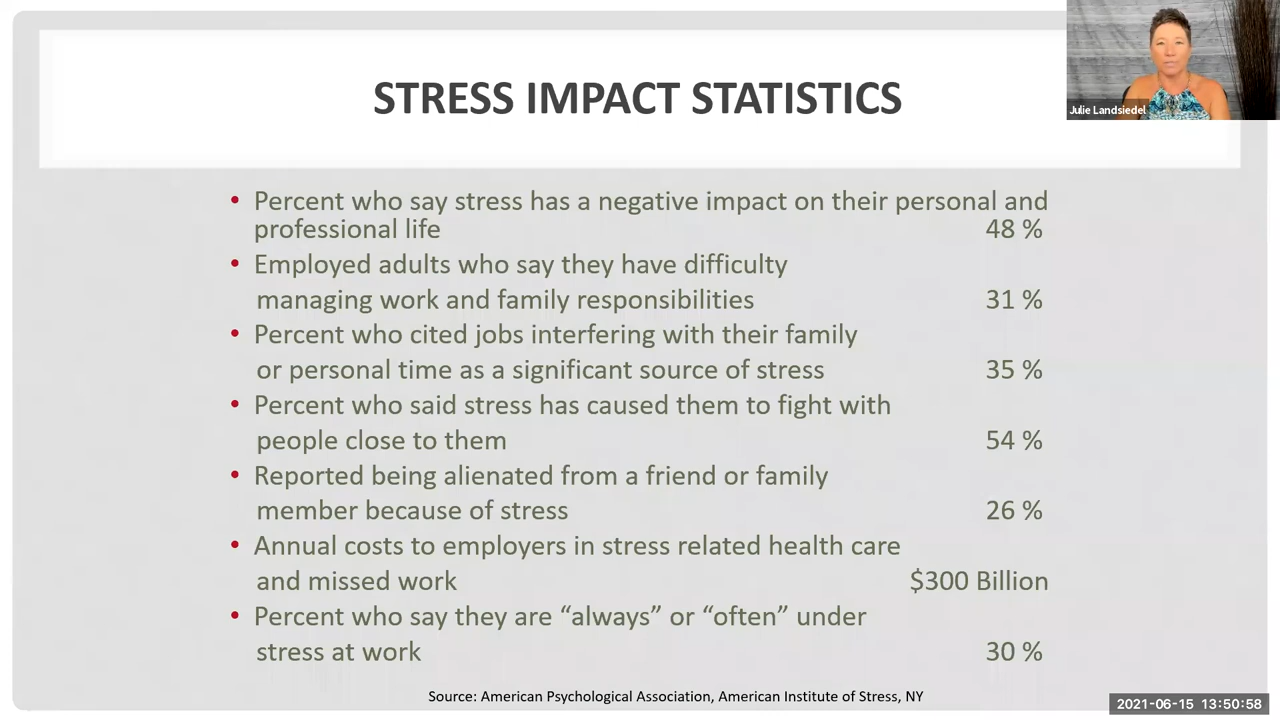 STRESS IMPACT STATISTICS
Julie Landsiedel
• Percent who say stress has a negative impact on their personal and
professional life 48 %
• Employed adults who say they have difficulty
managing work and family responsibilities 31 %
• Percent who cited jobs interfering with their family
or personal time as a significant source of stress 35 %
• Percent who said stress has caused them to fight with
people close to them 54 %
• Reported being alienated from a friend or family
member because of stress 26 %
• Annual costs to employers in stress related health care
and missed work $300 Billion
• Percent who say they are “always” or “often” under
stress at work 30 %
Source: American Psychological Association, American Institute of Stress, NY
2021-06-15 13:50:58